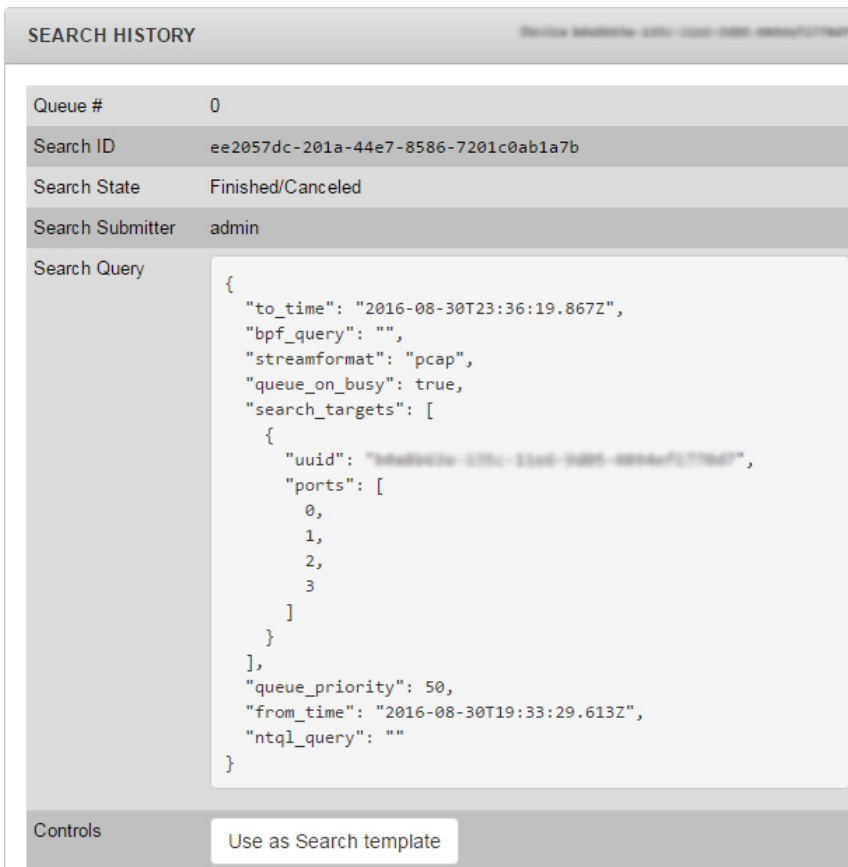 SEARCH HISTORY
Queue # 0
Search ID ee2057dc-201a-44e7-8586-7201c0ab1a7b
Search State Finished/Canceled
Search Submitter admin
Search Query
{
"to_time": "2016-08-30T23:36:19.867Z",
"bpf_query": "",
"streamformat": "pcap",
"queue_on_busy": true,
"search_targets": [
{
"uuid": " ",
"ports": [
0,
1,
2,
3
]
}
],
"queue_priority": 50,
"from_time": "2016-08-30T19:33:29.613Z",
"ntql_query": ""
}
Controls Use as Search template